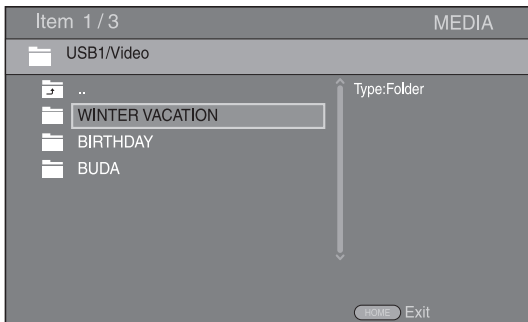 Item 1/3 MEDIA
USB1/Video
.. Type:Folder
WINTER VACATION
BIRTHDAY
BUDA
HOME Exit